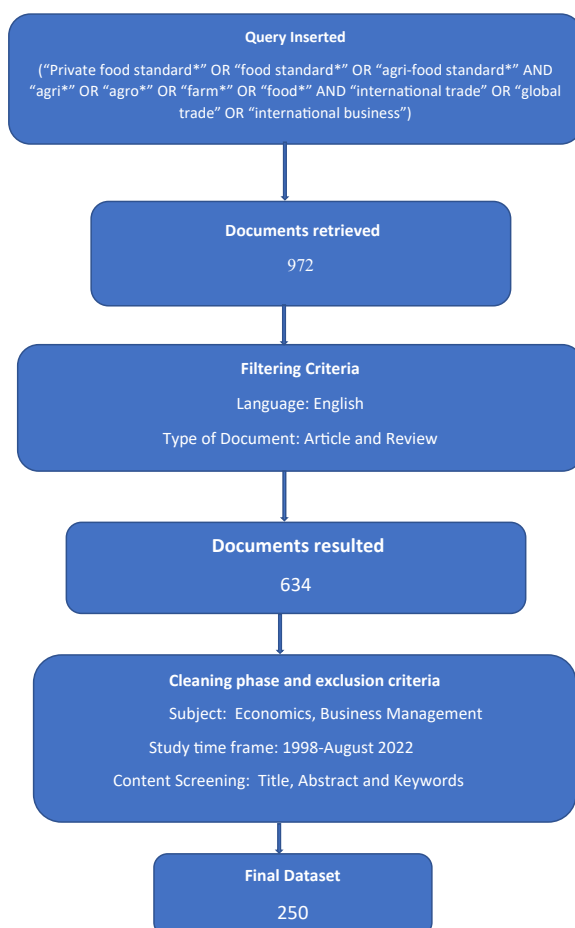 Query Inserted
(“Private food standard*” OR “food standard*” OR “agri-food standard*” AND
“agri*” OR “agro*” OR “farm*” OR “food*” AND “international trade” OR “global
trade” OR “international business”)
Documents retrieved
972
Filtering Criteria
Language: English
Type of Document: Article and Review
Documents resulted
634
Cleaning phase and exclusion criteria
Subject: Economics, Business Management
Study time frame: 1998-August 2022
Content Screening: Title, Abstract and Keywords
Final Dataset
250